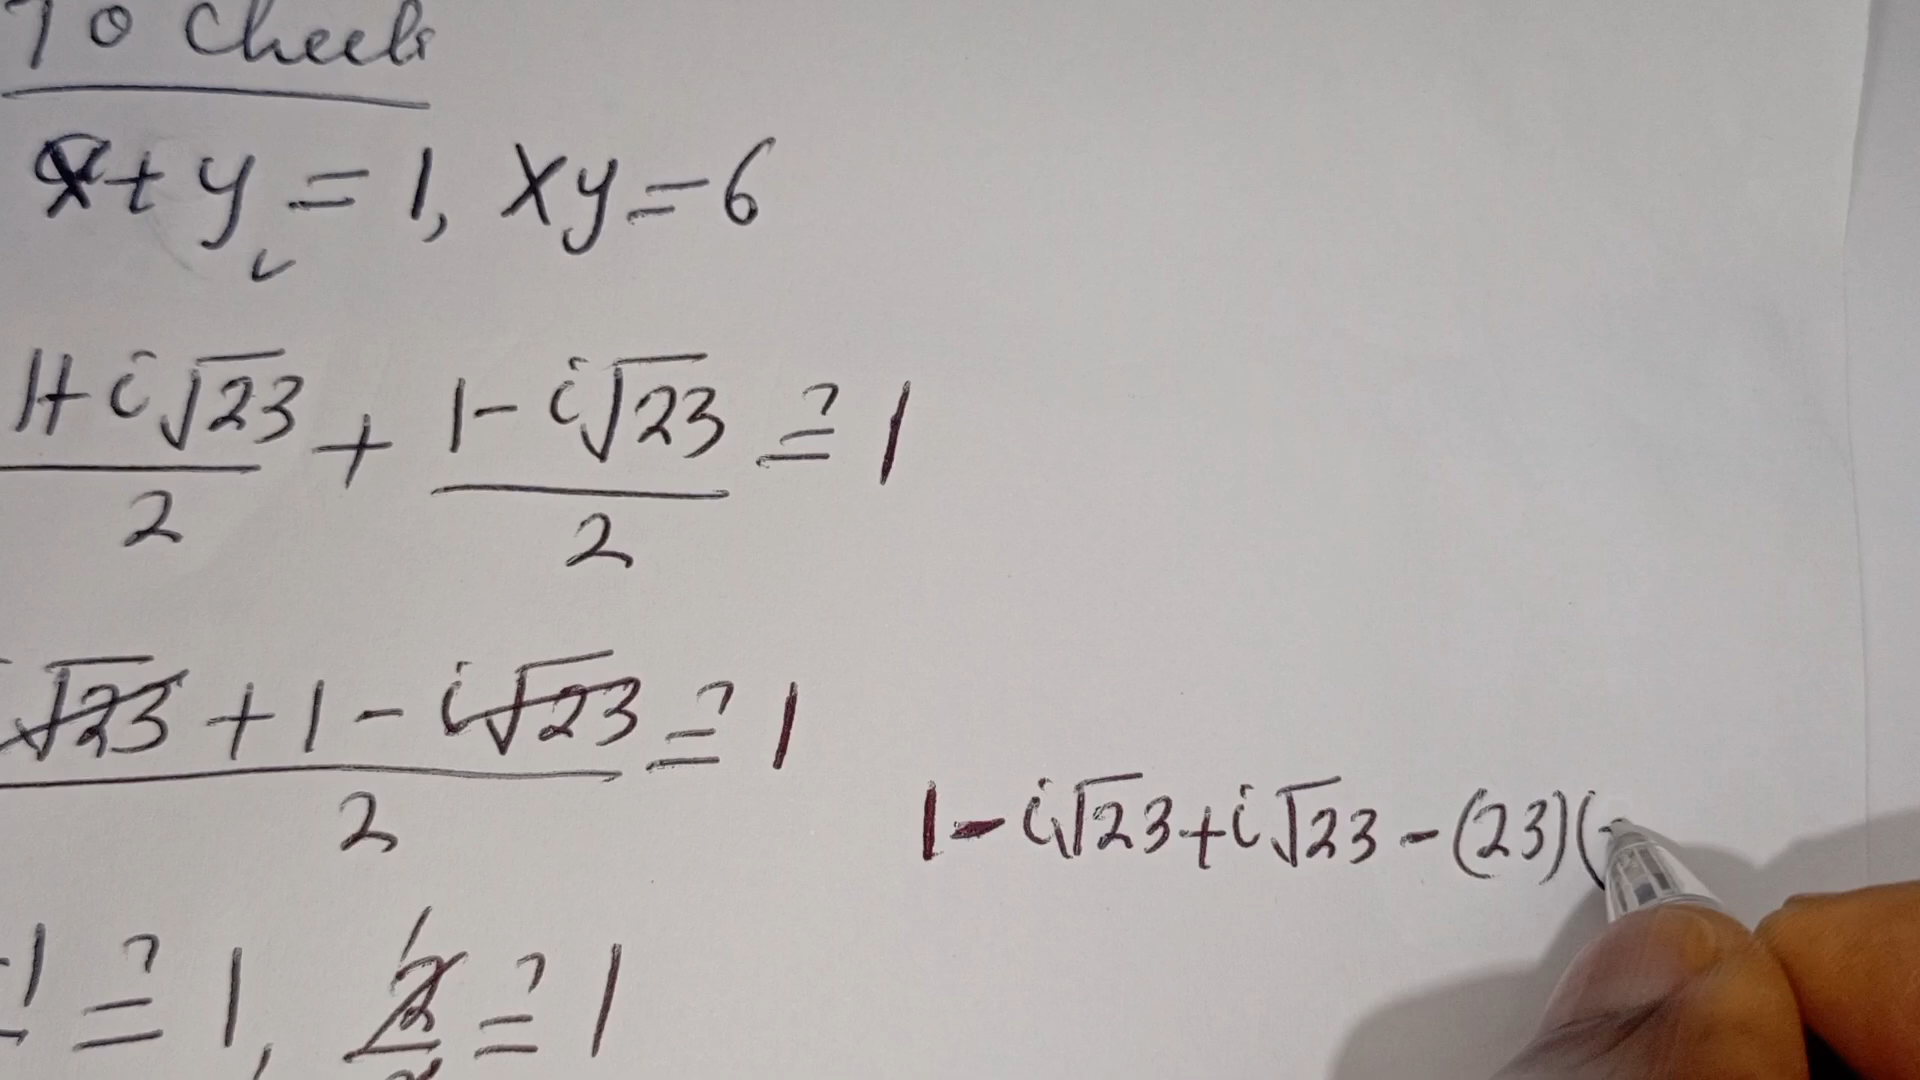 To Check
x + y = 1, xy = 6
1 + i√23 / 2 + 1 - i√23 / 2 ≟ 1
√23 + 1 - i√23 / 2 ≟ 1
1 - i√23 + i√23 - (23)(-
1 ≟ 1, 2 ≟ 1